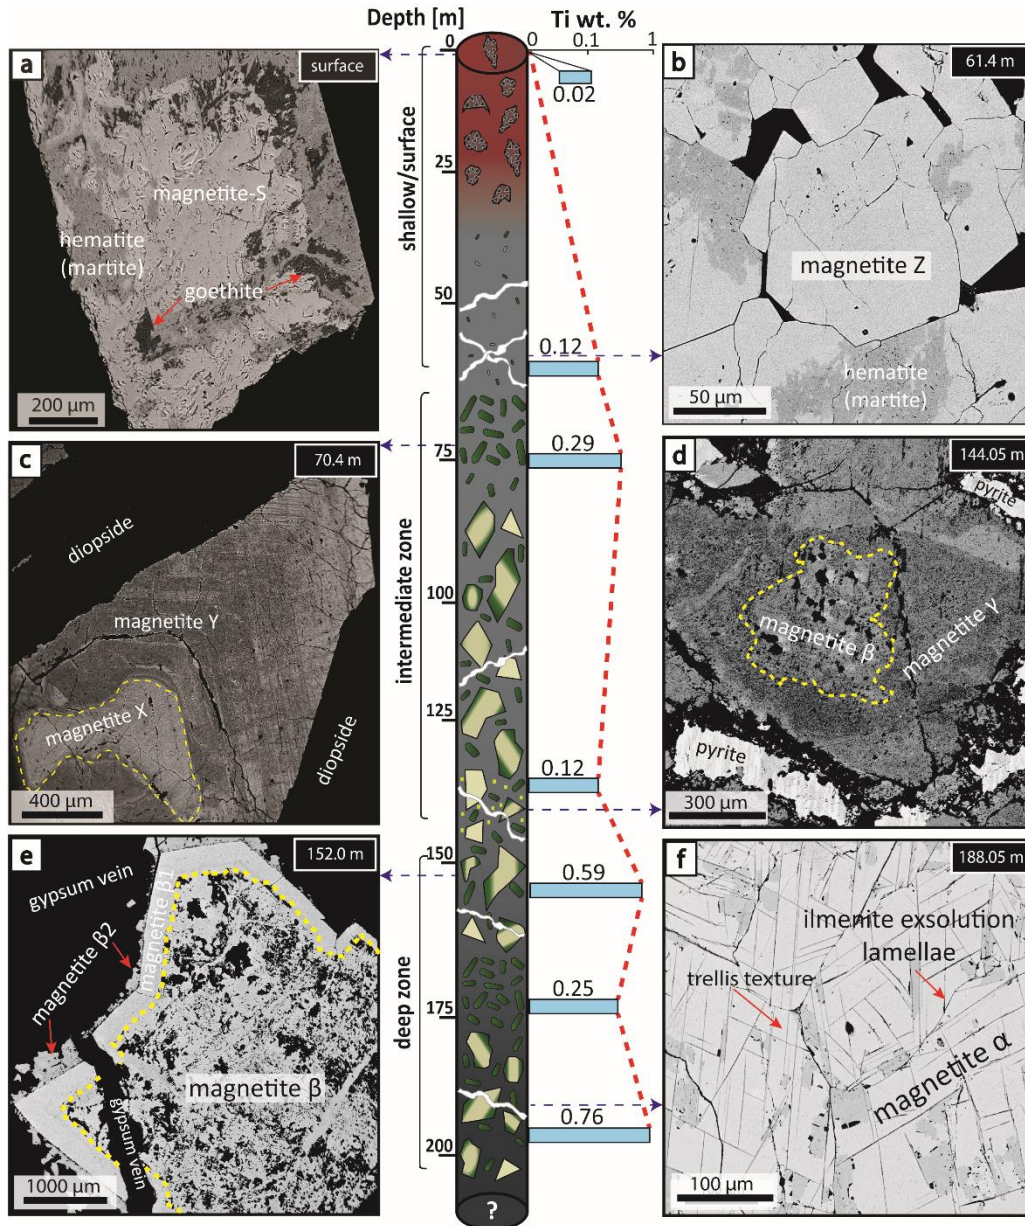 Depth [m]
Ti wt. %
0
0
0.1
1
0.02
shallow/surface
25
50
0.12
intermediate zone
75
0.29
100
125
0.12
deep zone
150
0.59
175
0.25
0.76
200
?
a
surface
magnetite-S
hematite
(martite)
goethite
200 µm
b
61.4 m
magnetite Z
hematite
(martite)
50 µm
c
70.4 m
diopside
magnetite Y
magnetite X
diopside
400 µm
d
144.05 m
pyrite
magnetite β
magnetite γ
pyrite
300 µm
e
152.0 m
gypsum vein
magnetite β1
magnetite β2
magnetite β
gypsum vein
1000 µm
f
188.05 m
ilmenite exsolution
lamellae
trellis texture
magnetite α
100 µm